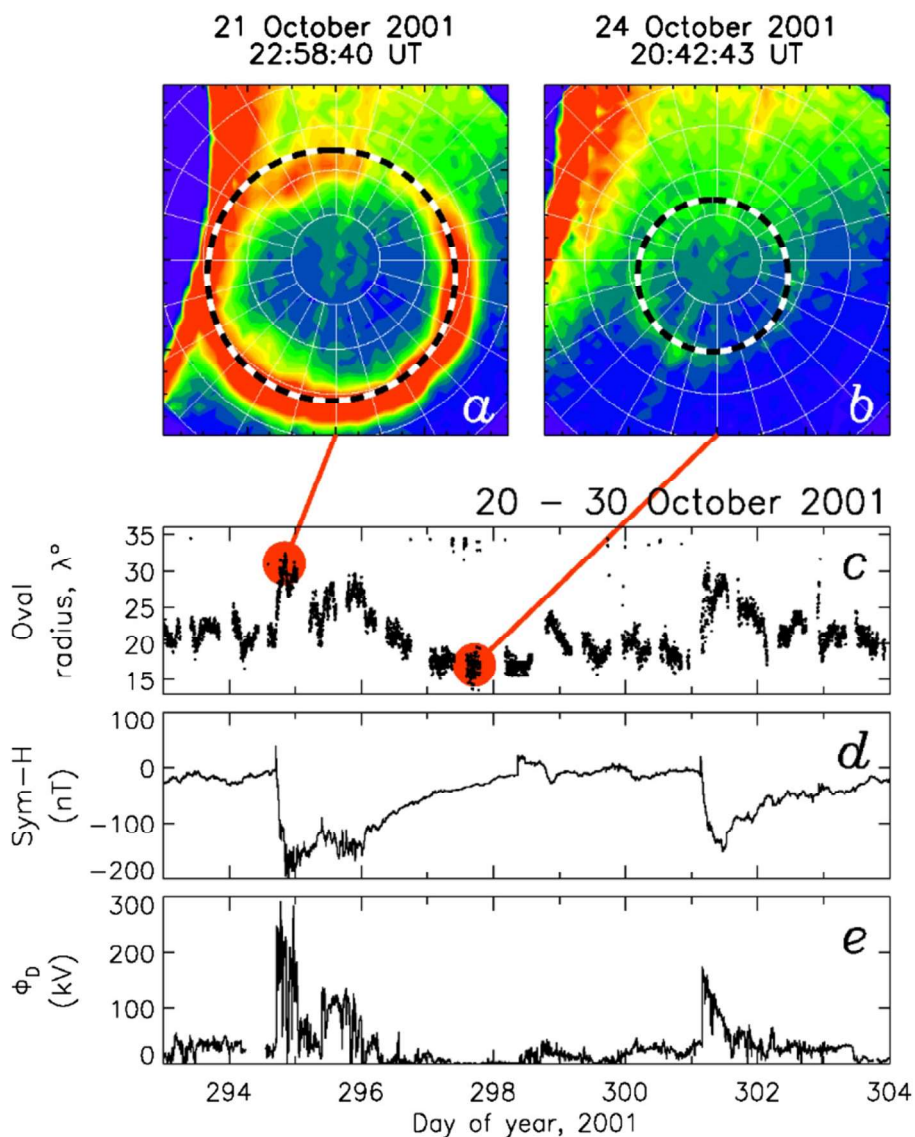 21 October 2001
22:58:40 UT
24 October 2001
20:42:43 UT
a
b
20 – 30 October 2001
Oval
radius, λ°
35
30
25
20
15
c
Sym–H
(nT)
100
0
-100
-200
d
Φ_D
(kV)
300
200
100
0
e
294
296
298
300
302
304
Day of year, 2001